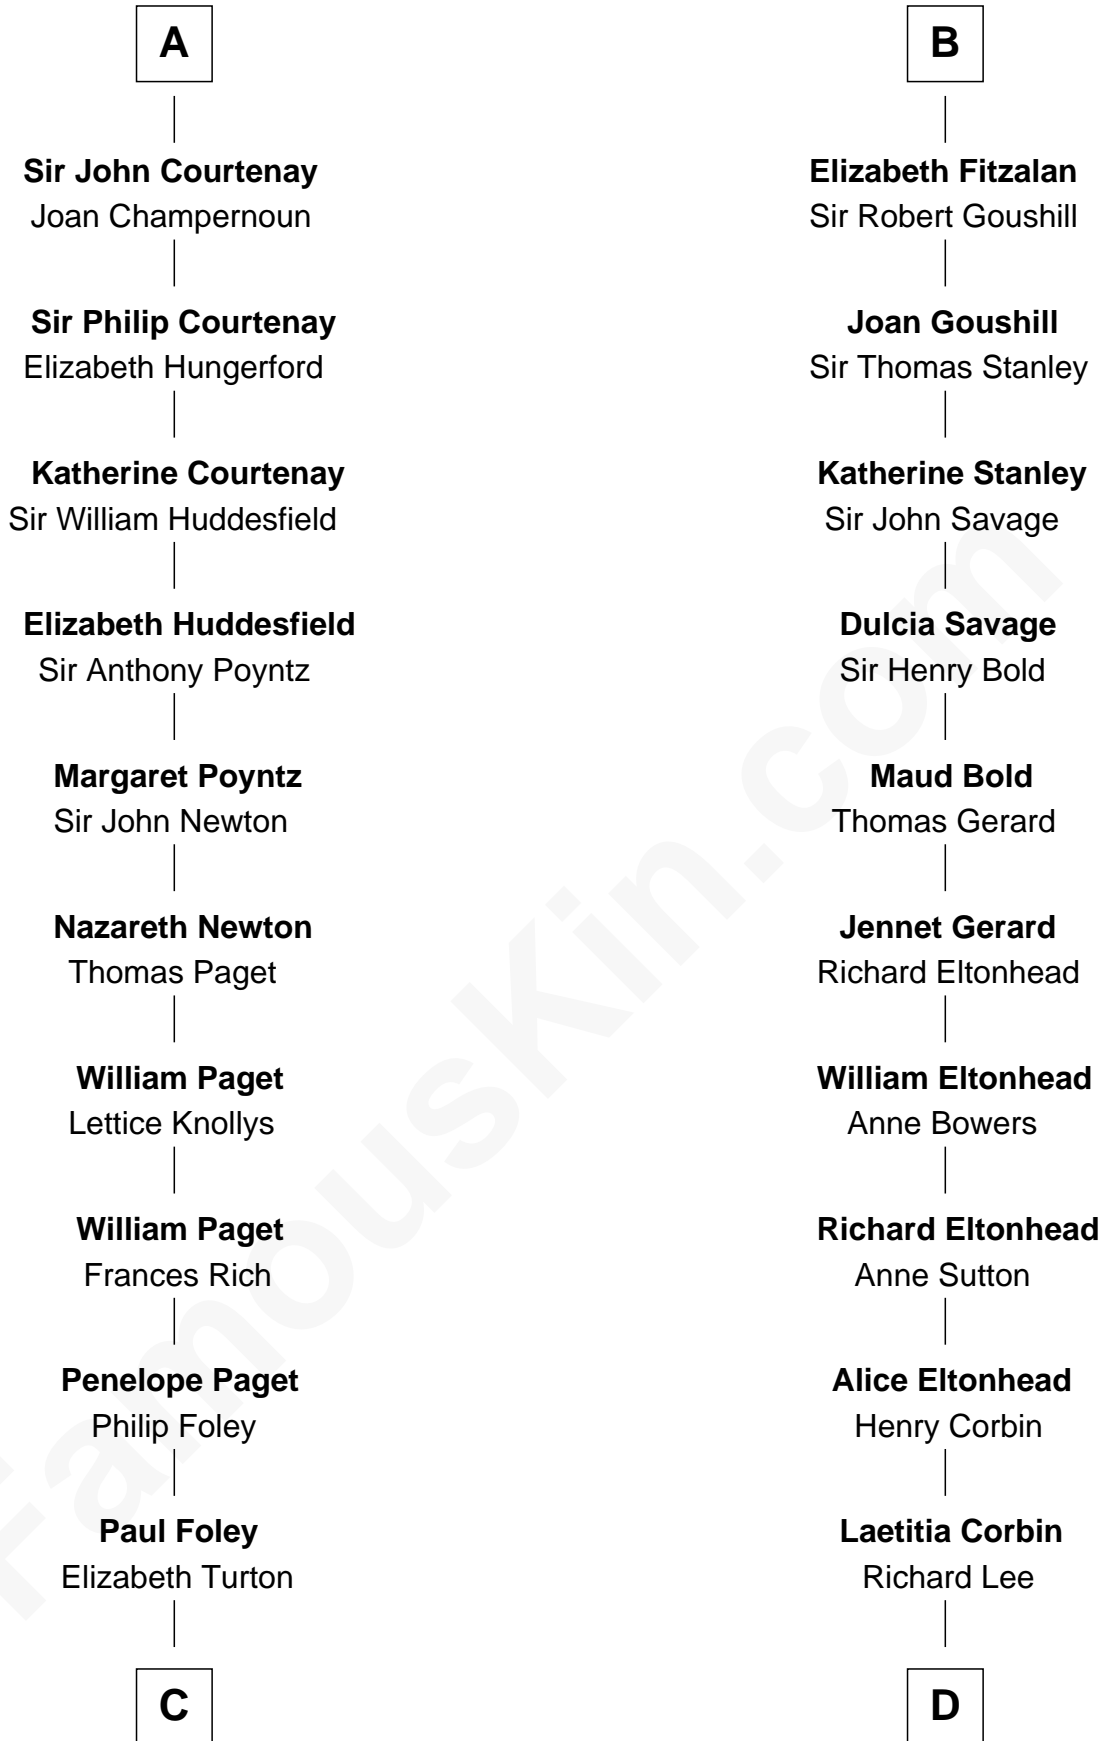 A
Sir John Courtenay
Joan Champernoun
Sir Philip Courtenay
Elizabeth Hungerford
Katherine Courtenay
Sir William Huddesfield
Elizabeth Huddesfield
Sir Anthony Poyntz
Margaret Poyntz
Sir John Newton
Nazareth Newton
Thomas Paget
William Paget
Lettice Knollys
William Paget
Frances Rich
Penelope Paget
Philip Foley
Paul Foley
Elizabeth Turton
C
B
Elizabeth Fitzalan
Sir Robert Goushill
Joan Goushill
Sir Thomas Stanley
Katherine Stanley
Sir John Savage
Dulcia Savage
Sir Henry Bold
Maud Bold
Thomas Gerard
Jennet Gerard
Richard Eltonhead
William Eltonhead
Anne Bowers
Richard Eltonhead
Anne Sutton
Alice Eltonhead
Henry Corbin
Laetitia Corbin
Richard Lee
D
FamousKin.com